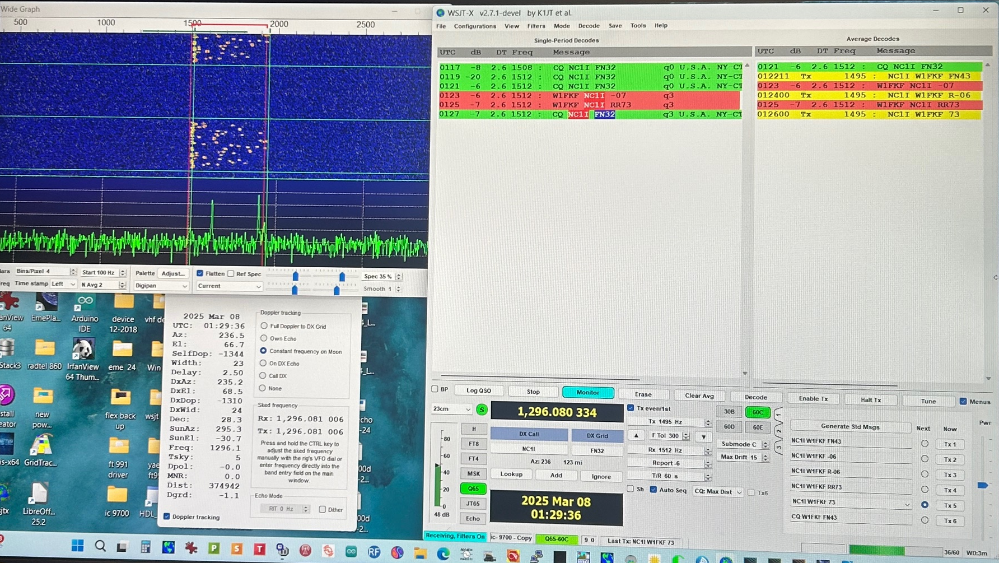 Wide Graph
500 1000 1500 2000 2500
Bins/Pixel 4
Start 100 Hz
Palette
Adjust...
Flatten
Ref Spec
Spec 35 %
Time stamp Left
N Avg 2
Digipan
Current
Smooth 1
WSJT-X v2.7.1-devel by K1JT et al.
File Configurations View Filters Mode Decode Save Tools Help
Single-Period Decodes
UTC dB DT Freq Message
0117 -8 2.6 1508 : CQ NC1I FN32 q0 U.S.A. NY-CT
0119 -20 2.6 1512 : CQ NC1I FN32 q0 U.S.A. NY-CT
0121 -6 2.6 1512 : CQ NC1I FN32 q0 U.S.A. NY-CT
0123 -6 2.6 1512 : W1FKF NC1I -07 q3
0125 -7 2.6 1512 : W1FKF NC1I RR73 q3
0127 -7 2.6 1512 : CQ NC1I FN32 q3 U.S.A. NY-CT
Average Decodes
UTC dB DT Freq Message
0121 -6 2.6 1512 : CQ NC1I FN32
012211 Tx 1495 : NC1I W1FKF FN43
0123 -6 2.6 1512 : W1FKF NC1I -07
012400 Tx 1495 : NC1I W1FKF R-06
0125 -7 2.6 1512 : W1FKF NC1I RR73
012600 Tx 1495 : NC1I W1FKF 73
EmePla...
Arduino IDE
device 12-2018
vhf de
radtel 860
IrfanView 64 Thum...
eme 24
Win
new pow...
flex back up
wsjt
GridTrac...
ft 991 driver
LibreOff... 25.2
ic 9700
HDL_
2025 Mar 08
UTC: 01:29:36
Az: 236.5
El: 66.7
SelfDop: -1344
Width: 23
Delay: 2.50
DxAz: 235.2
DxEl: 68.5
DxDop: -1310
DxWid: 24
Dec: 28.3
SunAz: 295.3
SunEl: -30.7
Freq: 1296.1
Tsky: 5
Dpol: -0.0
MNR: 0.0
Dist: 374942
Dgrd: -1.1
Doppler tracking
Doppler tracking
Full Doppler to DX Grid
Own Echo
Constant frequency on Moon
On DX Echo
Call DX
None
Sked frequency
Rx: 1,296.081 006
Tx: 1,296.081 006
Press and hold the CTRL key to
adjust the sked frequency
manually with the rig's VFO dial or
enter frequency directly into the
band entry field on the main
window.
Echo Mode
RIT 0 Hz
Dither
BP
Log QSO
Stop
Monitor
Erase
Clear Avg
Decode
Enable Tx
Halt Tx
Tune
Menus
23cm
S
1,296.080 334
Tx even/1st
30B
60C
60D
60E
1
2
3
Tx 1495 Hz
F Tol 300
Rx 1512 Hz
Report -6
T/R 60 s
Submode C
Max Drift 15
Sh
Auto Seq
CQ: Max Dist
Tx6
80
60
40
20
0
48 dB
H
FT8
FT4
MSK
Q65
JT65
Echo
DX Call
DX Grid
NC1I
FN32
Az: 236 123 mi
Lookup
Add
Ignore
2025 Mar 08
01:29:36
Generate Std Msgs
Next
Now
Pwr
NC1I W1FKF FN43
Tx 1
NC1I W1FKF -06
Tx 2
NC1I W1FKF R-06
Tx 3
NC1I W1FKF RR73
Tx 4
NC1I W1FKF 73
Tx 5
CQ W1FKF FN43
Tx 6
Receiving, Filters On
ic- 9700 - Copy
Q65-60C
9 0
Last Tx: NC1I W1FKF 73
36/60
WD:3m
P
S
T
RF